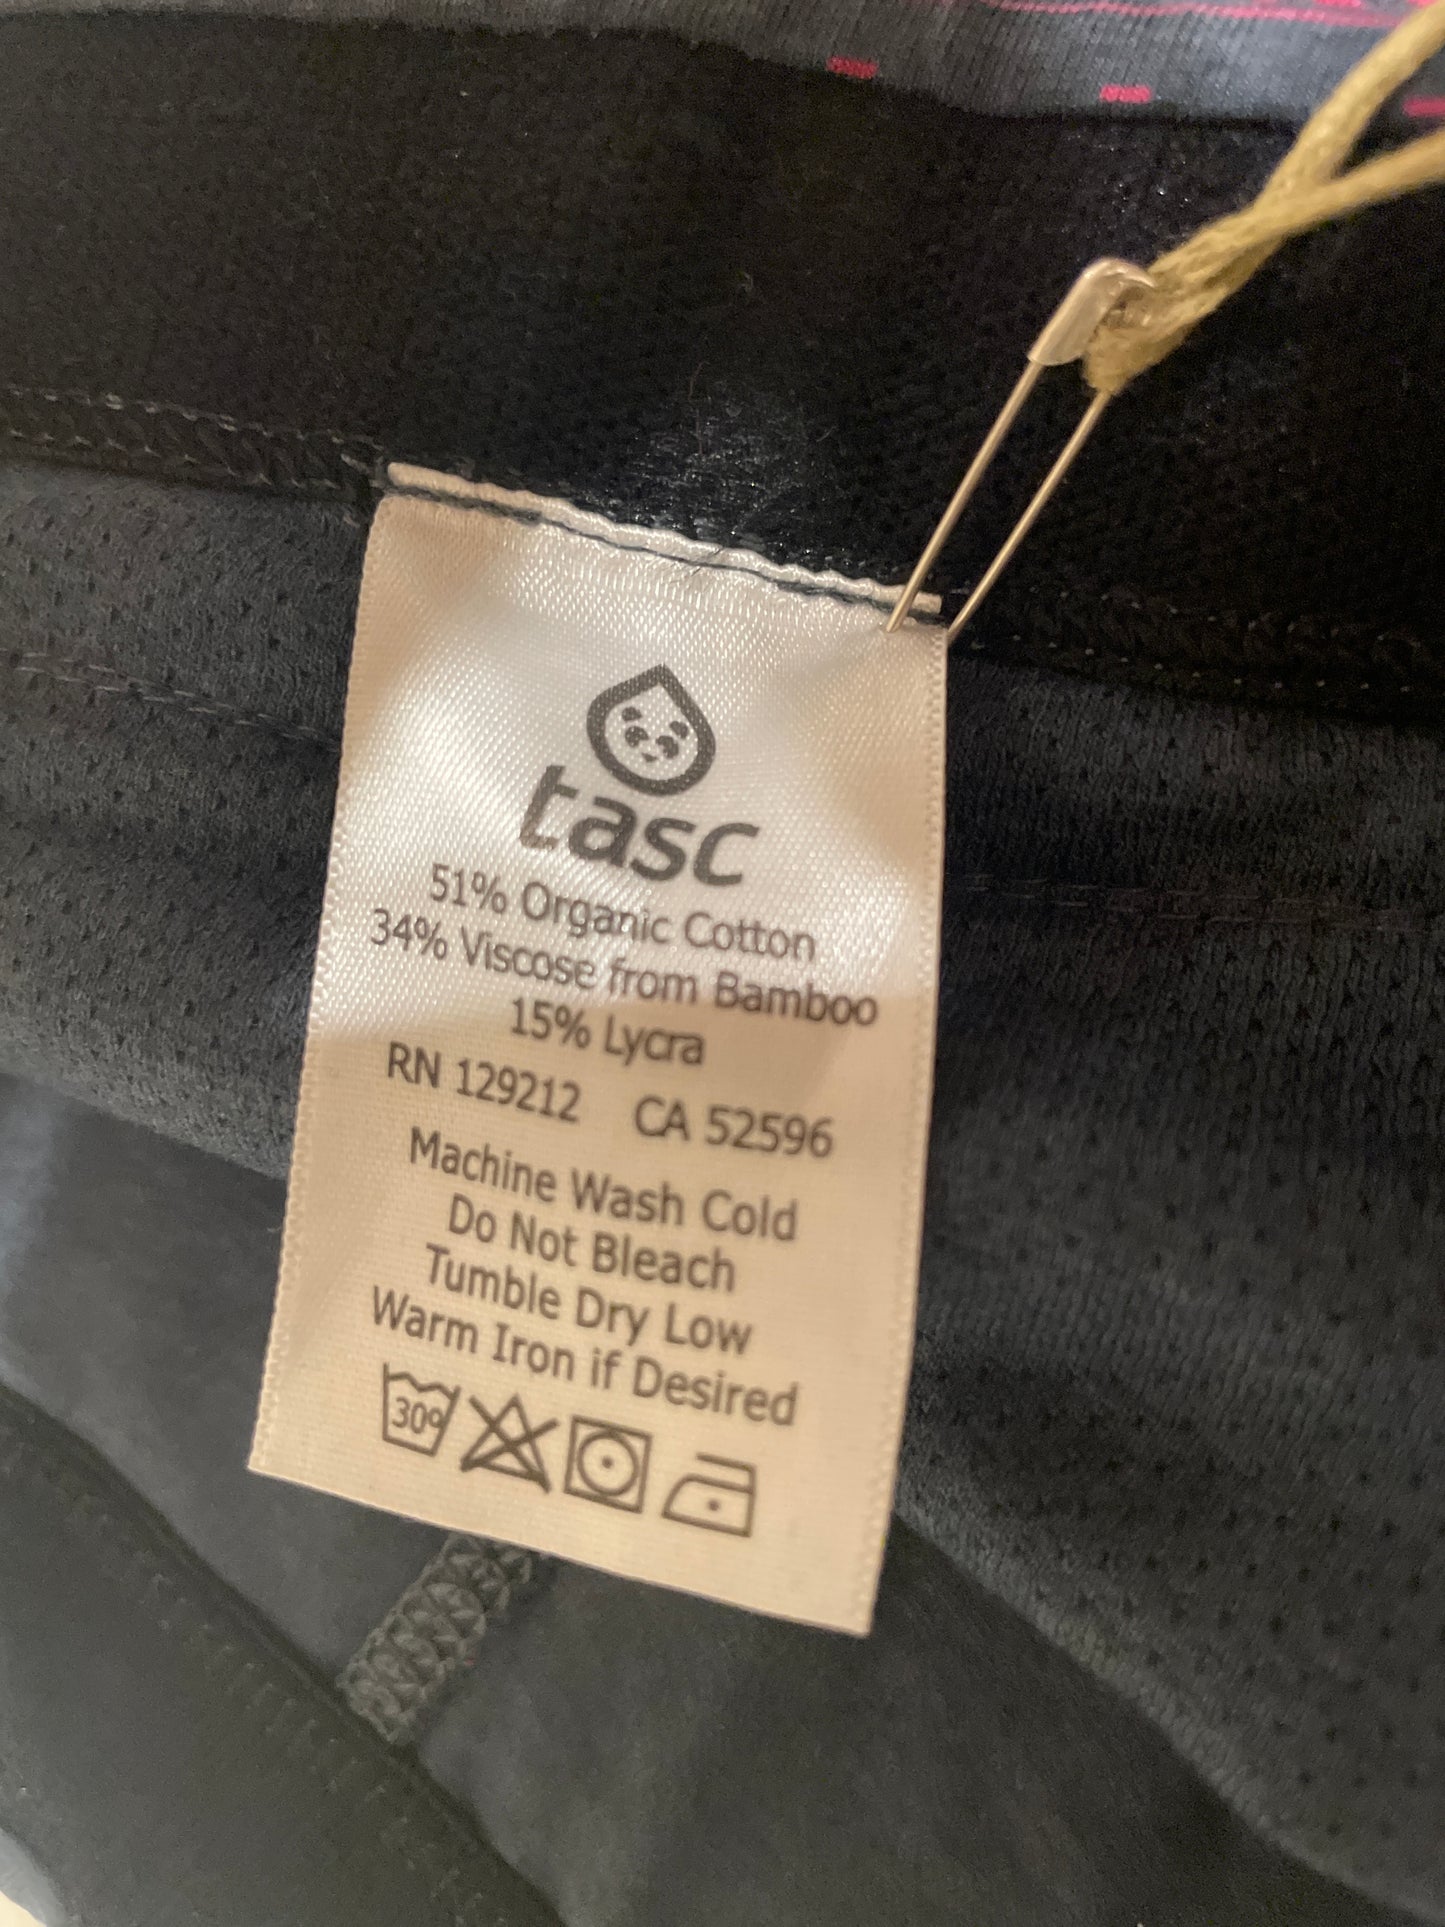 tasc
51% Organic Cotton
34% Viscose from Bamboo
15% Lycra
RN 129212 CA 52596
Machine Wash Cold
Do Not Bleach
Tumble Dry Low
Warm Iron if Desired
30º